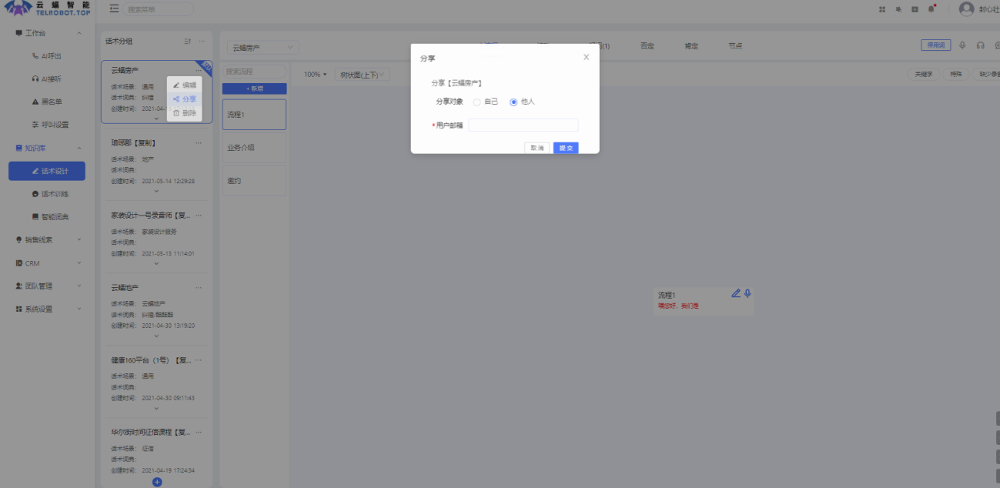 云蝠智能
TELROBOT.TOP
搜索菜单
封心社
工作台
AI呼出
AI接听
黑名单
呼叫设置
知识库
话术设计
话术训练
智能词典
销售线索
CRM
团队管理
系统设置
话术分组
云蝠房产
话术场景： 通用
话术词典： 纠错
创建时间： 2021-04-1
编辑
分享
删除
琅琊郡【复制】
话术场景： 地产
话术词典：
创建时间： 2021-05-14 12:29:28
家装设计一号录音师【复...
话术场景： 家装设计服务
话术词典：
创建时间： 2021-05-13 11:14:01
云蝠地产
话术场景： 云蝠地产
话术词典： 纠错/酷酷酷
创建时间： 2021-04-30 13:19:20
健康160平台（1号）【复...
话术场景： 通用
话术词典：
创建时间： 2021-04-30 09:11:43
华尔街时间征信课程【复...
话术场景： 征信
话术词典：
创建时间： 2021-04-19 17:24:34
云蝠房产
(1)
否定
肯定
节点
停用词
搜索流程
+ 新增
流程1
业务介绍
邀约
100%
树状图(上下)
关键字
特殊
缺少录
分享
分享【云蝠房产】
分享对象 自己 他人
*用户邮箱
取消 提交
流程1
喂您好，我们是